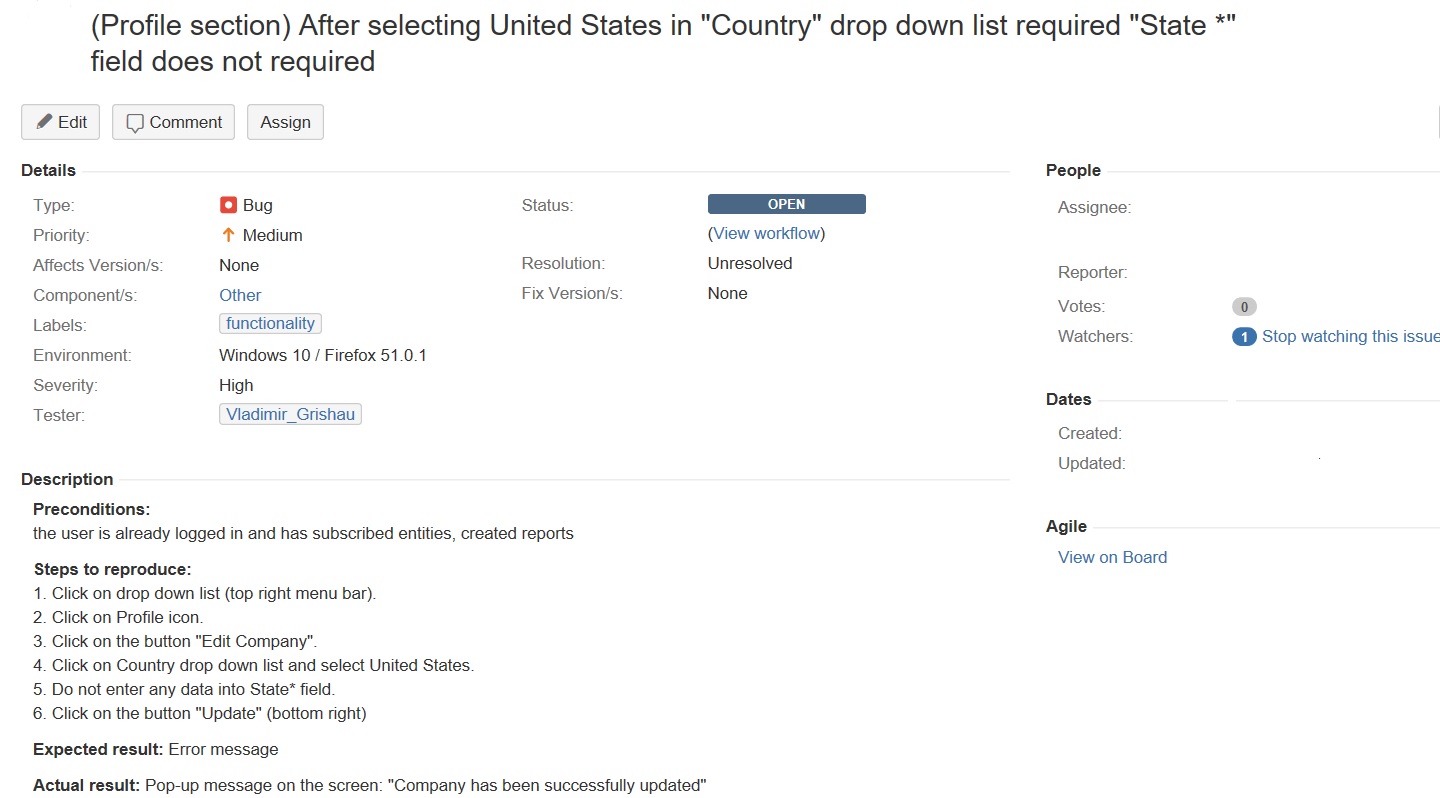 (Profile section) After selecting United States in "Country" drop down list required "State *"
field does not required
Edit
Comment
Assign
Details
Type: Bug
Priority: Medium
Affects Version/s: None
Component/s: Other
Labels: functionality
Environment: Windows 10 / Firefox 51.0.1
Severity: High
Tester: Vladimir_Grishau
Status: OPEN
(View workflow)
Resolution: Unresolved
Fix Version/s: None
Description
Preconditions:
the user is already logged in and has subscribed entities, created reports
Steps to reproduce:
1. Click on drop down list (top right menu bar).
2. Click on Profile icon.
3. Click on the button "Edit Company".
4. Click on Country drop down list and select United States.
5. Do not enter any data into State* field.
6. Click on the button "Update" (bottom right)
Expected result: Error message
Actual result: Pop-up message on the screen: "Company has been successfully updated"
People
Assignee:
Reporter:
Votes: 0
Watchers: 1 Stop watching this issue
Dates
Created:
Updated:
Agile
View on Board